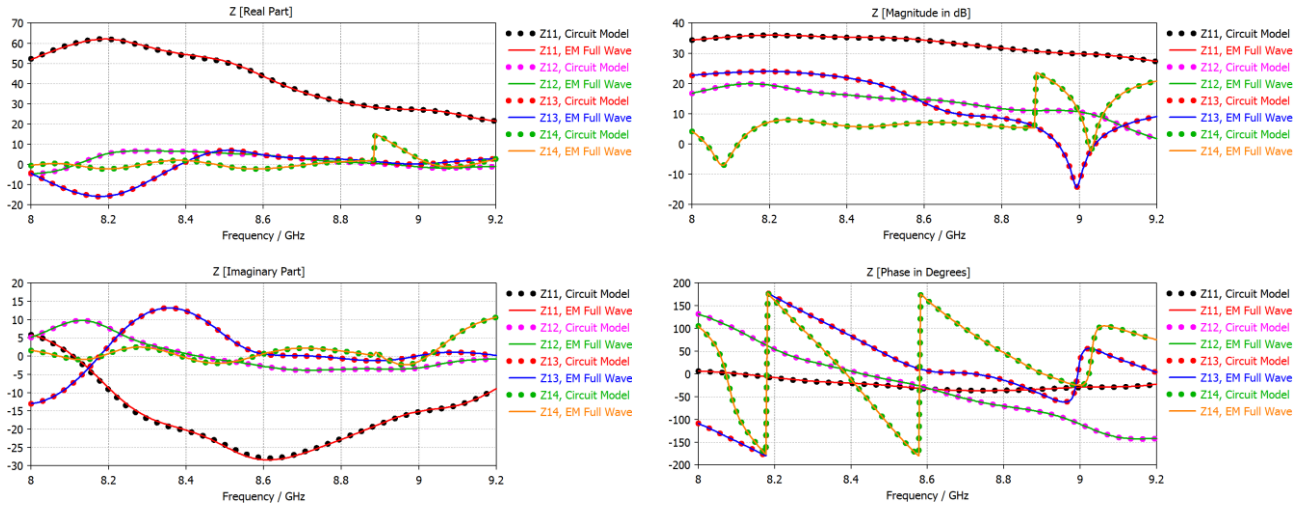 Z [Real Part]
70
60
50
40
30
20
10
0
-10
-20
8
8.2
8.4
8.6
8.8
9
9.2
Frequency / GHz
Z11, Circuit Model
Z11, EM Full Wave
Z12, Circuit Model
Z12, EM Full Wave
Z13, Circuit Model
Z13, EM Full Wave
Z14, Circuit Model
Z14, EM Full Wave
Z [Magnitude in dB]
40
30
20
10
0
-10
-20
8
8.2
8.4
8.6
8.8
9
9.2
Frequency / GHz
Z11, Circuit Model
Z11, EM Full Wave
Z12, Circuit Model
Z12, EM Full Wave
Z13, Circuit Model
Z13, EM Full Wave
Z14, Circuit Model
Z14, EM Full Wave
Z [Imaginary Part]
20
15
10
5
0
-5
-10
-15
-20
-25
-30
8
8.2
8.4
8.6
8.8
9
9.2
Frequency / GHz
Z11, Circuit Model
Z11, EM Full Wave
Z12, Circuit Model
Z12, EM Full Wave
Z13, Circuit Model
Z13, EM Full Wave
Z14, Circuit Model
Z14, EM Full Wave
Z [Phase in Degrees]
200
150
100
50
0
-50
-100
-150
-200
8
8.2
8.4
8.6
8.8
9
9.2
Frequency / GHz
Z11, Circuit Model
Z11, EM Full Wave
Z12, Circuit Model
Z12, EM Full Wave
Z13, Circuit Model
Z13, EM Full Wave
Z14, Circuit Model
Z14, EM Full Wave